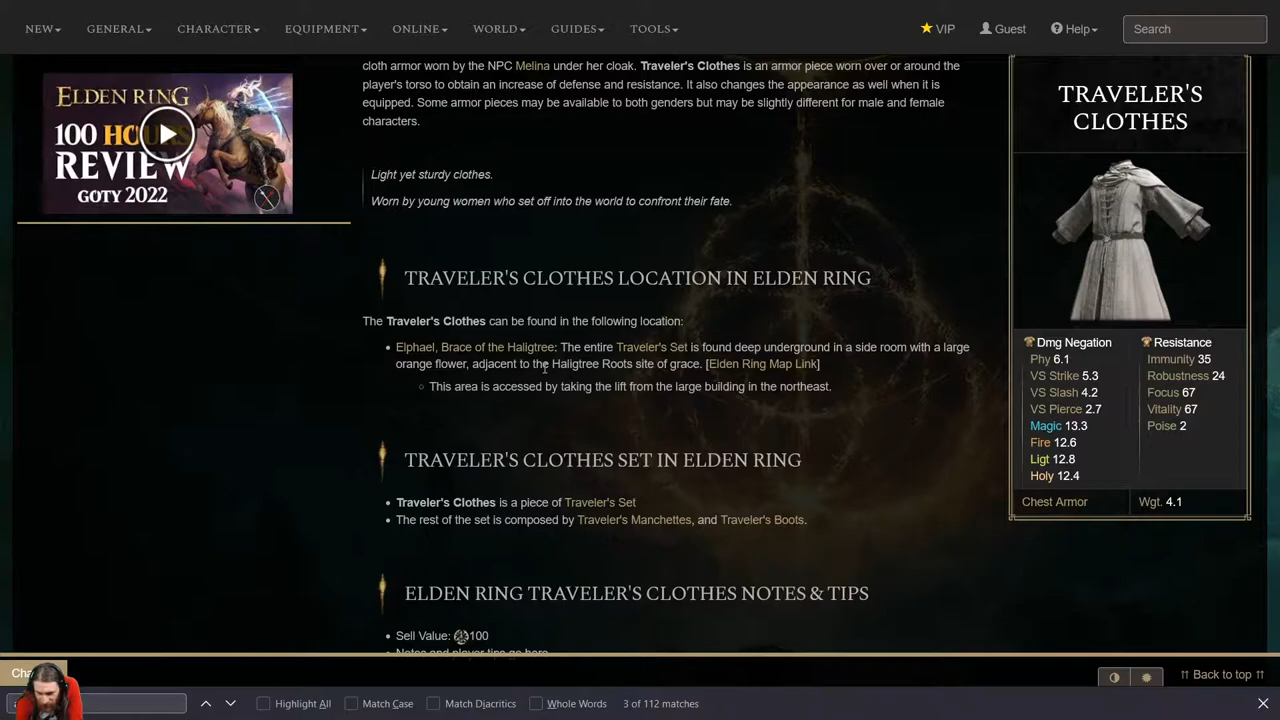 NEW GENERAL CHARACTER EQUIPMENT ONLINE WORLD GUIDES TOOLS VIP Guest Help Search
ELDEN RING
100 HOURS
REVIEW
GOTY 2022
cloth armor worn by the NPC Melina under her cloak. Traveler's Clothes is an armor piece worn over or around the
player's torso to obtain an increase of defense and resistance. It also changes the appearance as well when it is
equipped. Some armor pieces may be available to both genders but may be slightly different for male and female
characters.
Light yet sturdy clothes.
Worn by young women who set off into the world to confront their fate.
TRAVELER'S CLOTHES LOCATION IN ELDEN RING
The Traveler's Clothes can be found in the following location:
Elphael, Brace of the Haligtree: The entire Traveler's Set is found deep underground in a side room with a large
orange flower, adjacent to the Haligtree Roots site of grace. [Elden Ring Map Link]
This area is accessed by taking the lift from the large building in the northeast.
TRAVELER'S CLOTHES SET IN ELDEN RING
Traveler's Clothes is a piece of Traveler's Set
The rest of the set is composed by Traveler's Manchettes, and Traveler's Boots.
ELDEN RING TRAVELER'S CLOTHES NOTES & TIPS
Sell Value: 100
Notes and player tips go here
TRAVELER'S
CLOTHES
Dmg Negation Resistance
Phy 6.1 Immunity 35
VS Strike 5.3 Robustness 24
VS Slash 4.2 Focus 67
VS Pierce 2.7 Vitality 67
Magic 13.3 Poise 2
Fire 12.6
Ligt 12.8
Holy 12.4
Chest Armor Wgt. 4.1
Back to top
Highlight All Match Case Match Diacritics Whole Words 3 of 112 matches